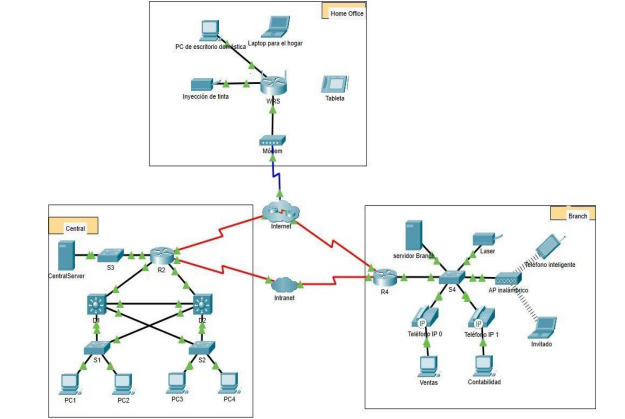 Home Office
PC de escritorio doméstica
Laptop para el hogar
Inyección de tinta
WRS
Tableta
Módem
Internet
Central
S3
CentralServer
R2
D1
D2
S1
S2
PC1
PC2
PC3
PC4
Intranet
Branch
servidor Branch
Laser
Teléfono inteligente
R4
S4
AP inalámbrico
IP
Teléfono IP 0
IP
Teléfono IP 1
Invitado
Ventas
Contabilidad